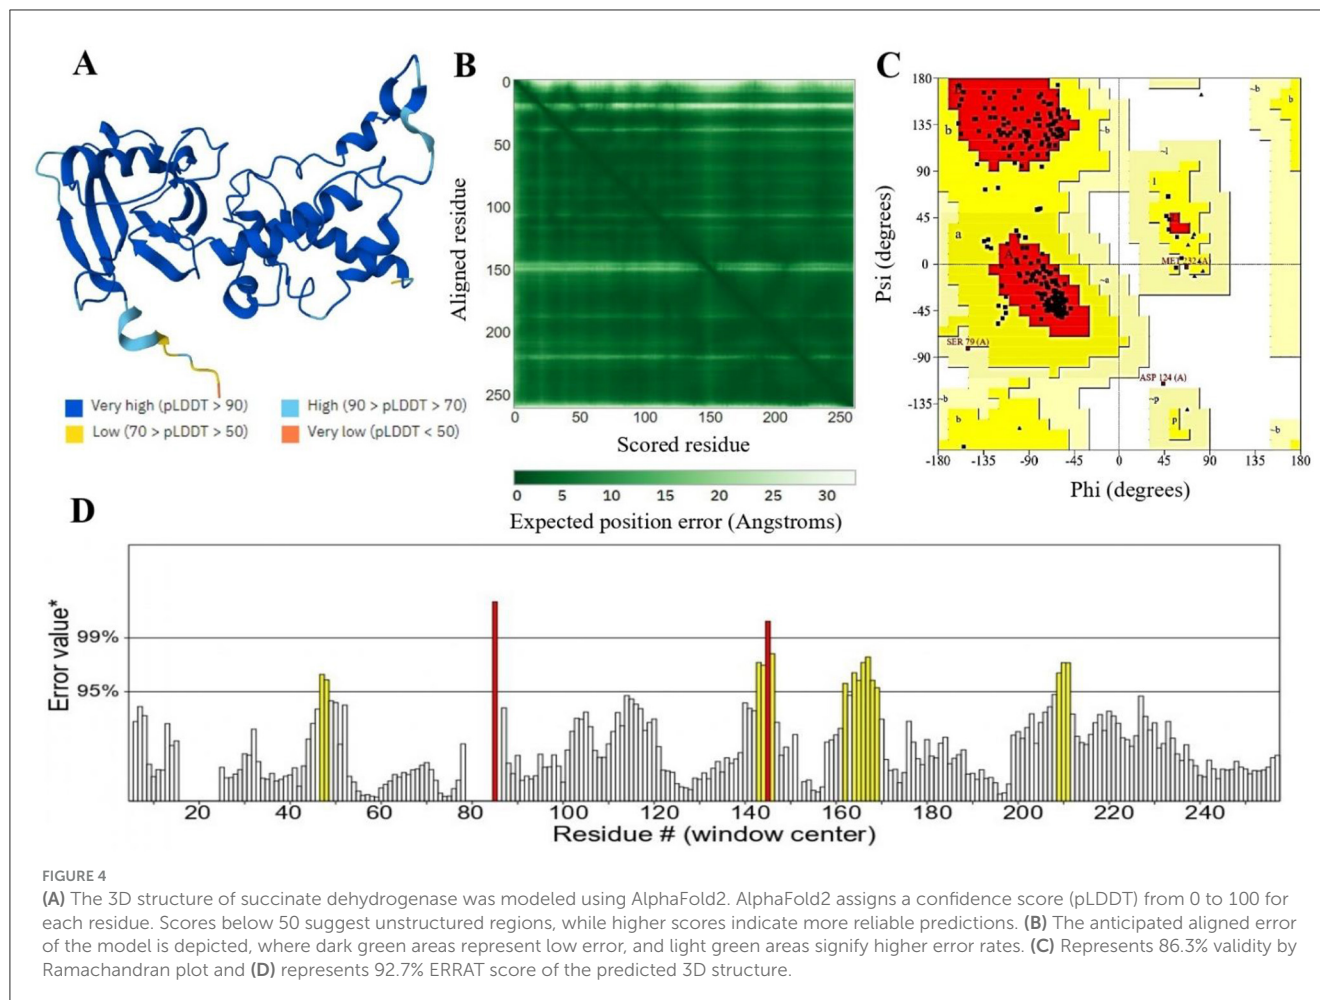 A
B
C
D
Very high (pLDDT > 90)
High (90 > pLDDT > 70)
Low (70 > pLDDT > 50)
Very low (pLDDT < 50)
0
50
100
150
200
250
Aligned residue
0 50 100 150 200 250
Scored residue
0 5 10 15 20 25 30
Expected position error (Angstroms)
180
135
90
45
0
-45
-90
-135
Psi (degrees)
b
~b
~b
b
~l
l
a
A
~a
MET 232 (A)
SER 79 (A)
ASP 124 (A)
~b
b
~p
p
~b
-180 -135 -90 -45 0 45 90 135 180
Phi (degrees)
Error value*
99%
95%
20 40 60 80 100 120 140 160 180 200 220 240
Residue # (window center)
FIGURE 4
(A) The 3D structure of succinate dehydrogenase was modeled using AlphaFold2. AlphaFold2 assigns a confidence score (pLDDT) from 0 to 100 for
each residue. Scores below 50 suggest unstructured regions, while higher scores indicate more reliable predictions. (B) The anticipated aligned error
of the model is depicted, where dark green areas represent low error, and light green areas signify higher error rates. (C) Represents 86.3% validity by
Ramachandran plot and (D) represents 92.7% ERRAT score of the predicted 3D structure.